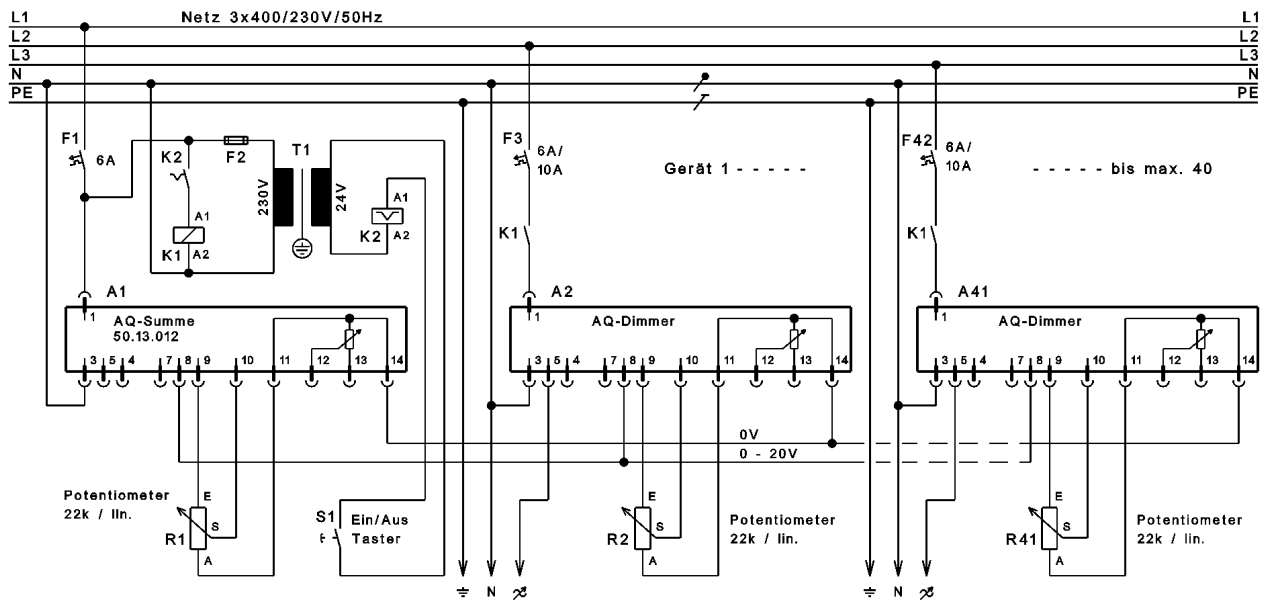 L1 Netz 3x400/230V/50Hz L1
L2 L2
L3 L3
N N
PE PE
F1 6A
K2
F2
T1
230V
24V
A1
K1 A2
A1
K2 A2
F3 6A/
10A
Gerät 1 - - - - -
F42 6A/
10A
- - - - - bis max. 40
K1
K1
A1
1
AQ-Summe
50.13.012
3 5 4 7 8 9 10 11 12 13 14
A2
1
AQ-Dimmer
3 5 4 7 8 9 10 11 12 13 14
A41
1
AQ-Dimmer
3 5 4 7 8 9 10 11 12 13 14
0V
0 - 20V
Potentiometer
22k / lin.
E
R1 S
A
S1 Ein/Aus
Taster
E
R2 S
A
Potentiometer
22k / lin.
E
R41 S
A
Potentiometer
22k / lin.
N
N